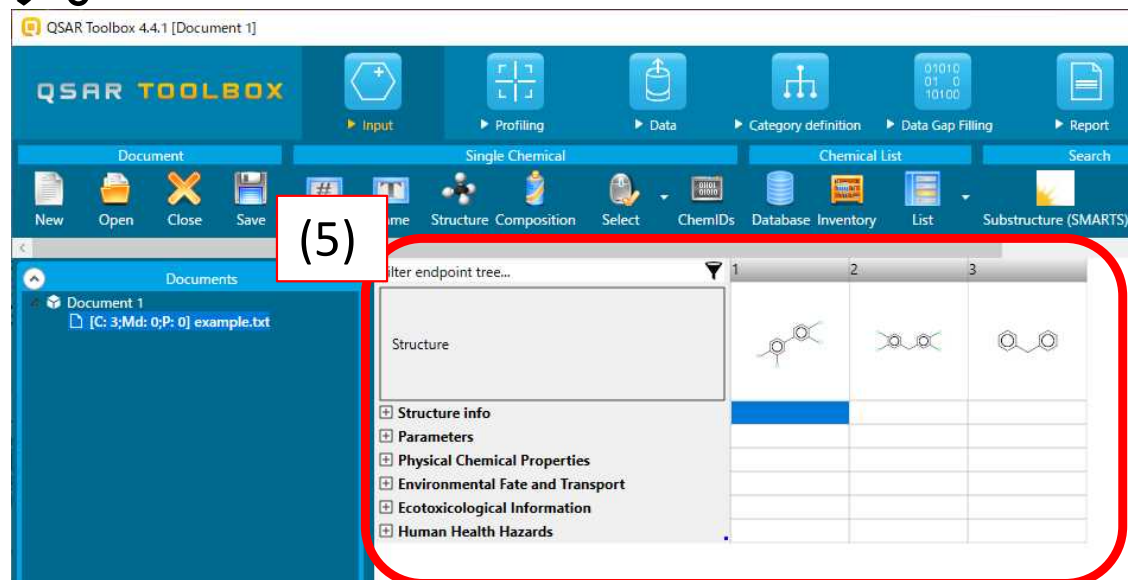 QSAR Toolbox 4.4.1 [Document 1]
QSAR TOOLBOX
01010
01 0
10100
Input
Profiling
Data
Category definition
Data Gap Filling
Report
Document
Single Chemical
Chemical List
Search
#
T
New
Open
Close
Save
Structure
Composition
Select
ChemIDs
Database
Inventory
List
Substructure (SMARTS)
(5)
Documents
Document 1
[C: 3;Md: 0;P: 0] example.txt
ilter endpoint tree...
1
2
3
Structure
Structure info
Parameters
Physical Chemical Properties
Environmental Fate and Transport
Ecotoxicological Information
Human Health Hazards